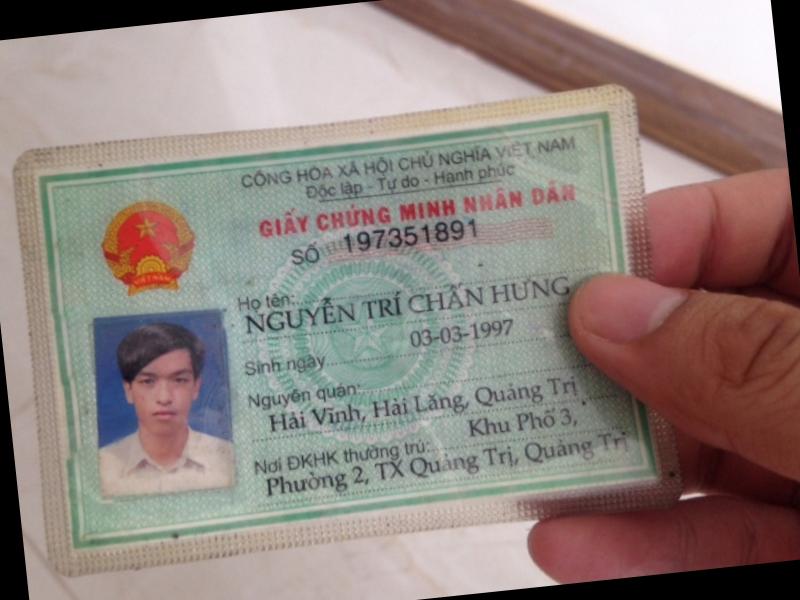 CỘNG HÒA XÃ HỘI CHỦ NGHĨA VIỆT NAM
Độc lập - Tự do - Hạnh phúc
GIẤY CHỨNG MINH NHÂN DÂN
SỐ 197351891
VIETNAM
Họ tên:
NGUYỄN TRÍ CHẤN HƯNG
Sinh ngày 03-03-1997
Nguyên quán:
Hải Vĩnh, Hải Lăng, Quảng Trị
Nơi ĐKHK thường trú: Khu Phố 3,
Phường 2, TX Quảng Trị, Quảng Trị